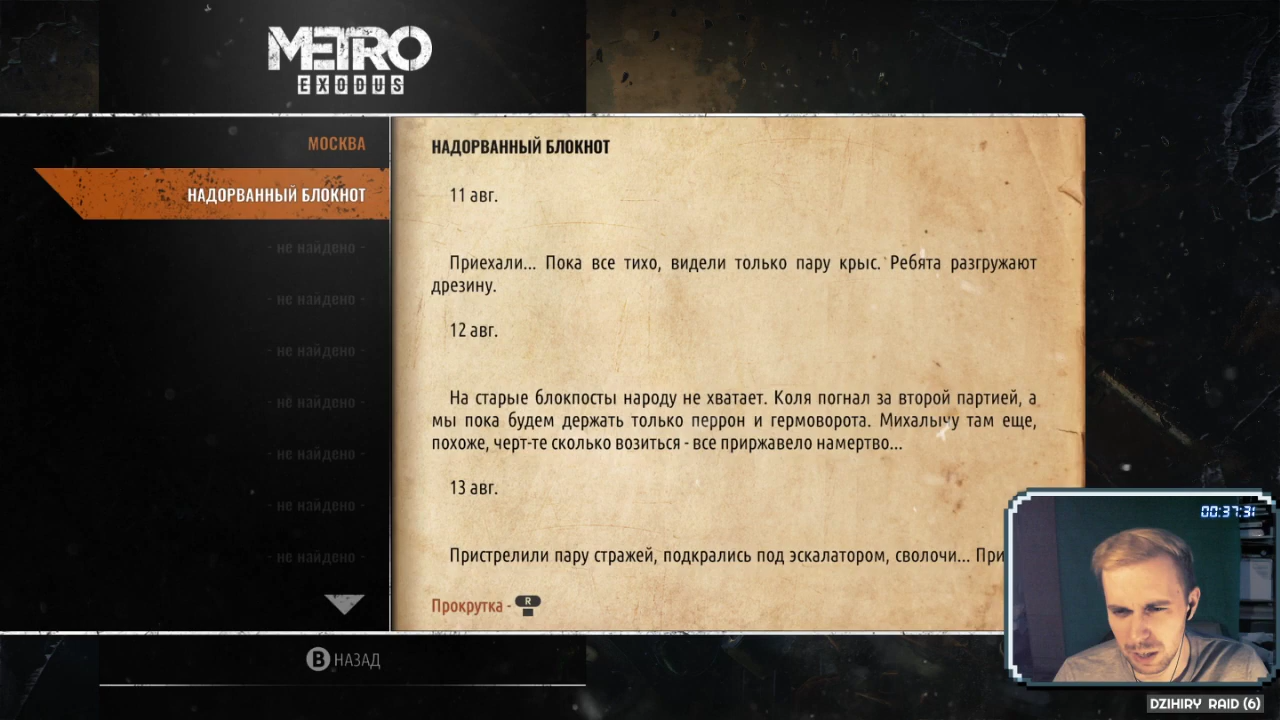 METRO
EXODUS
МОСКВА
НАДОРВАННЫЙ БЛОКНОТ
- не найдено -
- не найдено -
- не найдено -
- не найдено -
- не найдено -
- не найдено -
- не найдено -
НАДОРВАННЫЙ БЛОКНОТ
11 авг.
Приехали... Пока все тихо, видели только пару крыс. Ребята разгружают
дрезину.
12 авг.
На старые блокпосты народу не хватает. Коля погнал за второй партией, а
мы пока будем держать только перрон и гермоворота. Михалычу там еще,
похоже, черт-те сколько возиться - все приржавело намертво...
13 авг.
Пристрелили пару стражей, подкрались под эскалатором, сволочи... При
Прокрутка - R
B НАЗАД
00:37:31
DZIHIRY RAID (6)